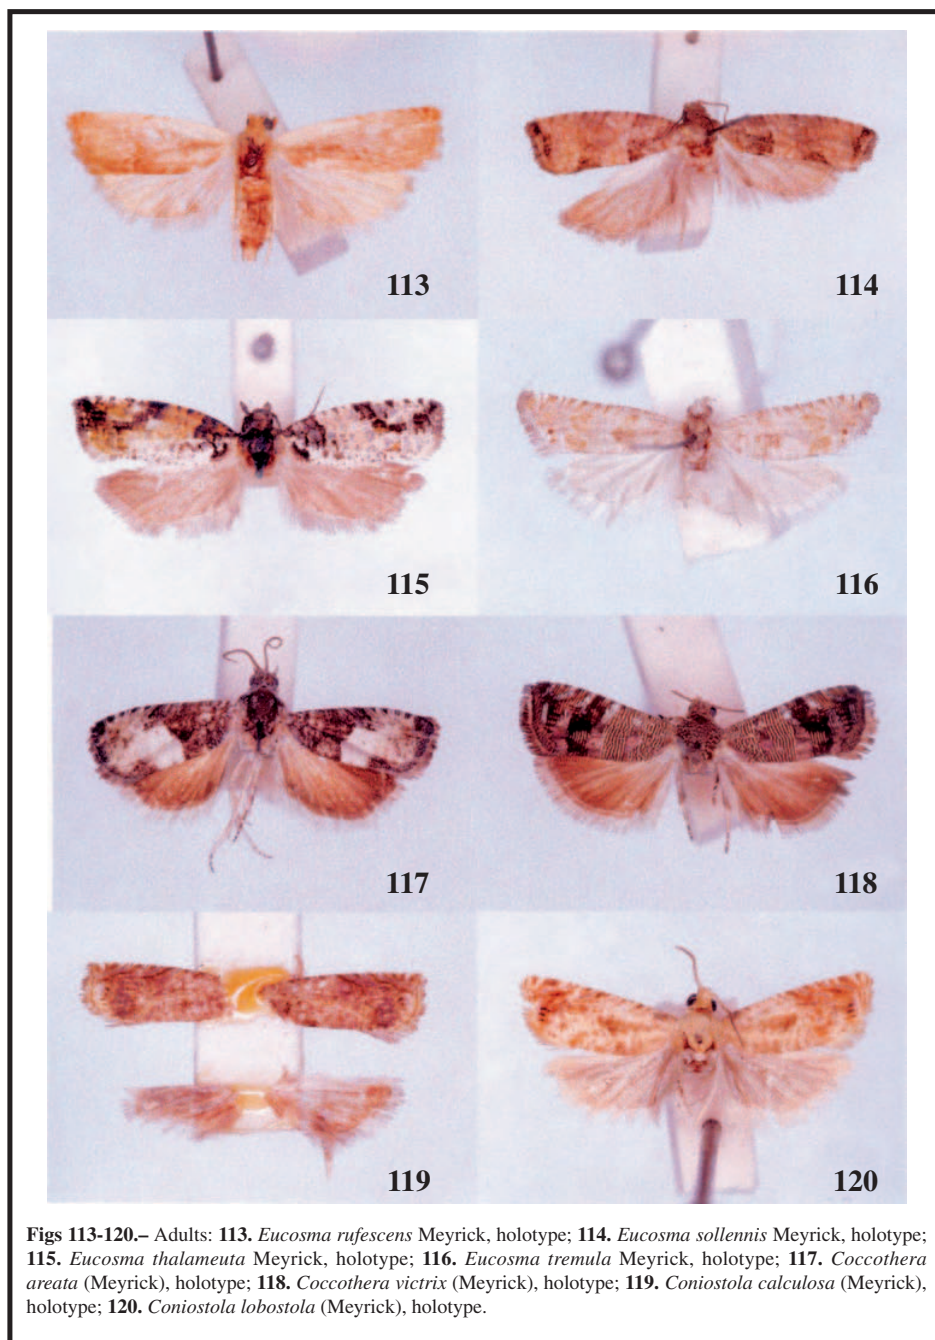 113
114
115
116
117
118
119
120
Figs 113-120.– Adults: 113. Eucosma rufescens Meyrick, holotype; 114. Eucosma sollennis Meyrick, holotype;
115. Eucosma thalameuta Meyrick, holotype; 116. Eucosma tremula Meyrick, holotype; 117. Coccothera
areata (Meyrick), holotype; 118. Coccothera victrix (Meyrick), holotype; 119. Coniostola calculosa (Meyrick),
holotype; 120. Coniostola lobostola (Meyrick), holotype.